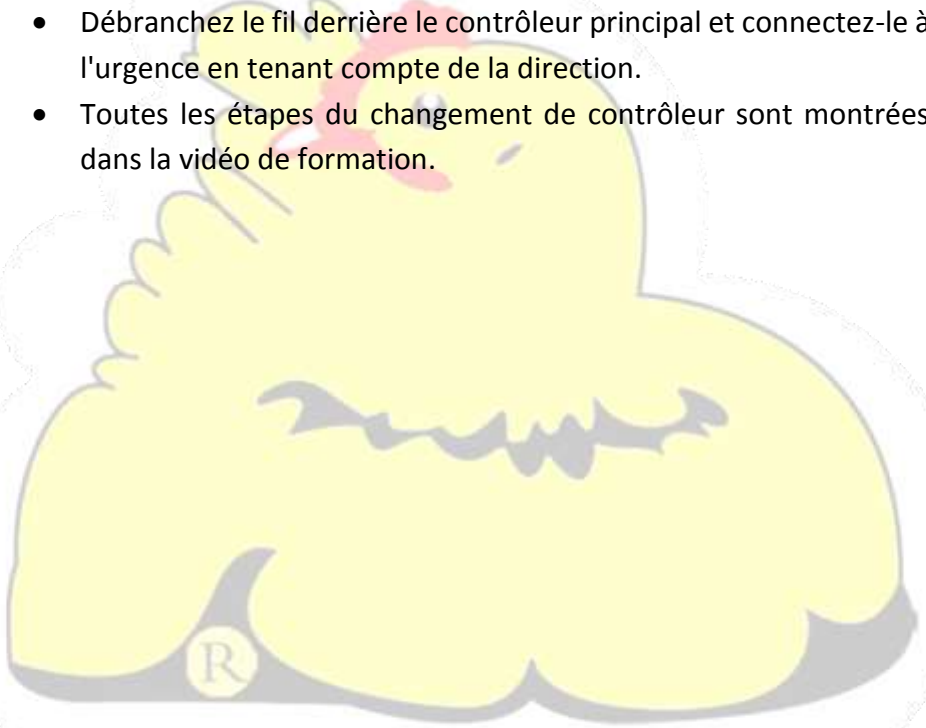 • Débranchez le fil derrière le contrôleur principal et connectez-le à
l'urgence en tenant compte de la direction.
• Toutes les étapes du changement de contrôleur sont montrées
dans la vidéo de formation.
R